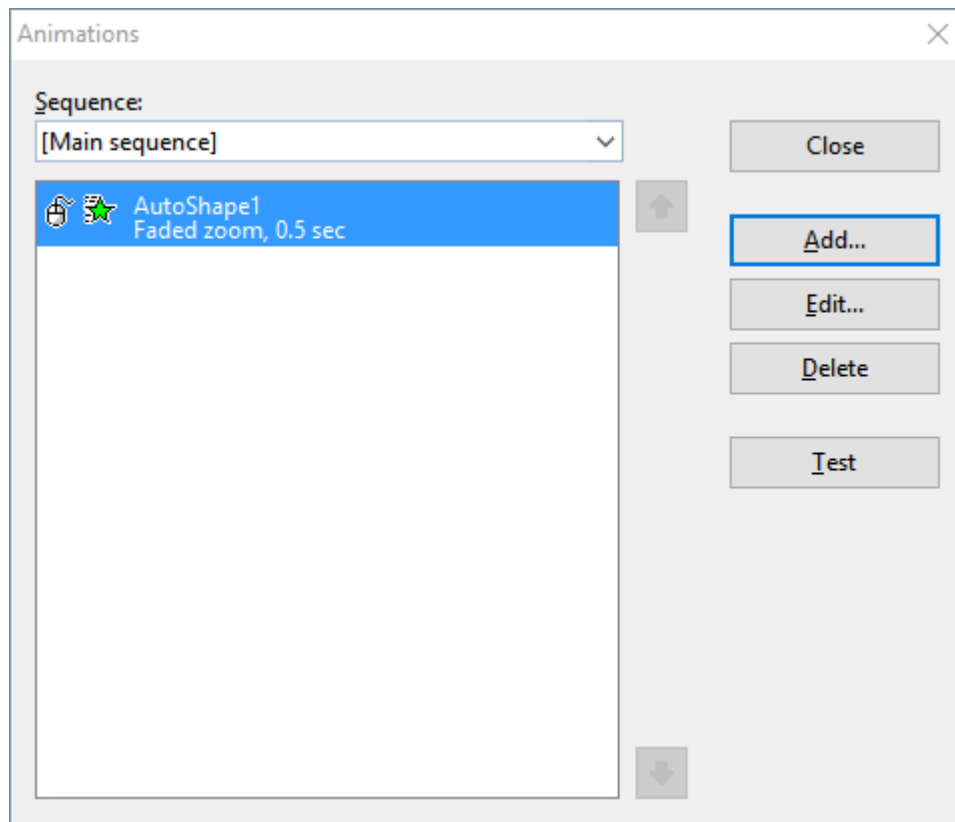 Animations
Sequence:
[Main sequence]
Close
AutoShape1
Faded zoom, 0.5 sec
Add...
Edit...
Delete
Test